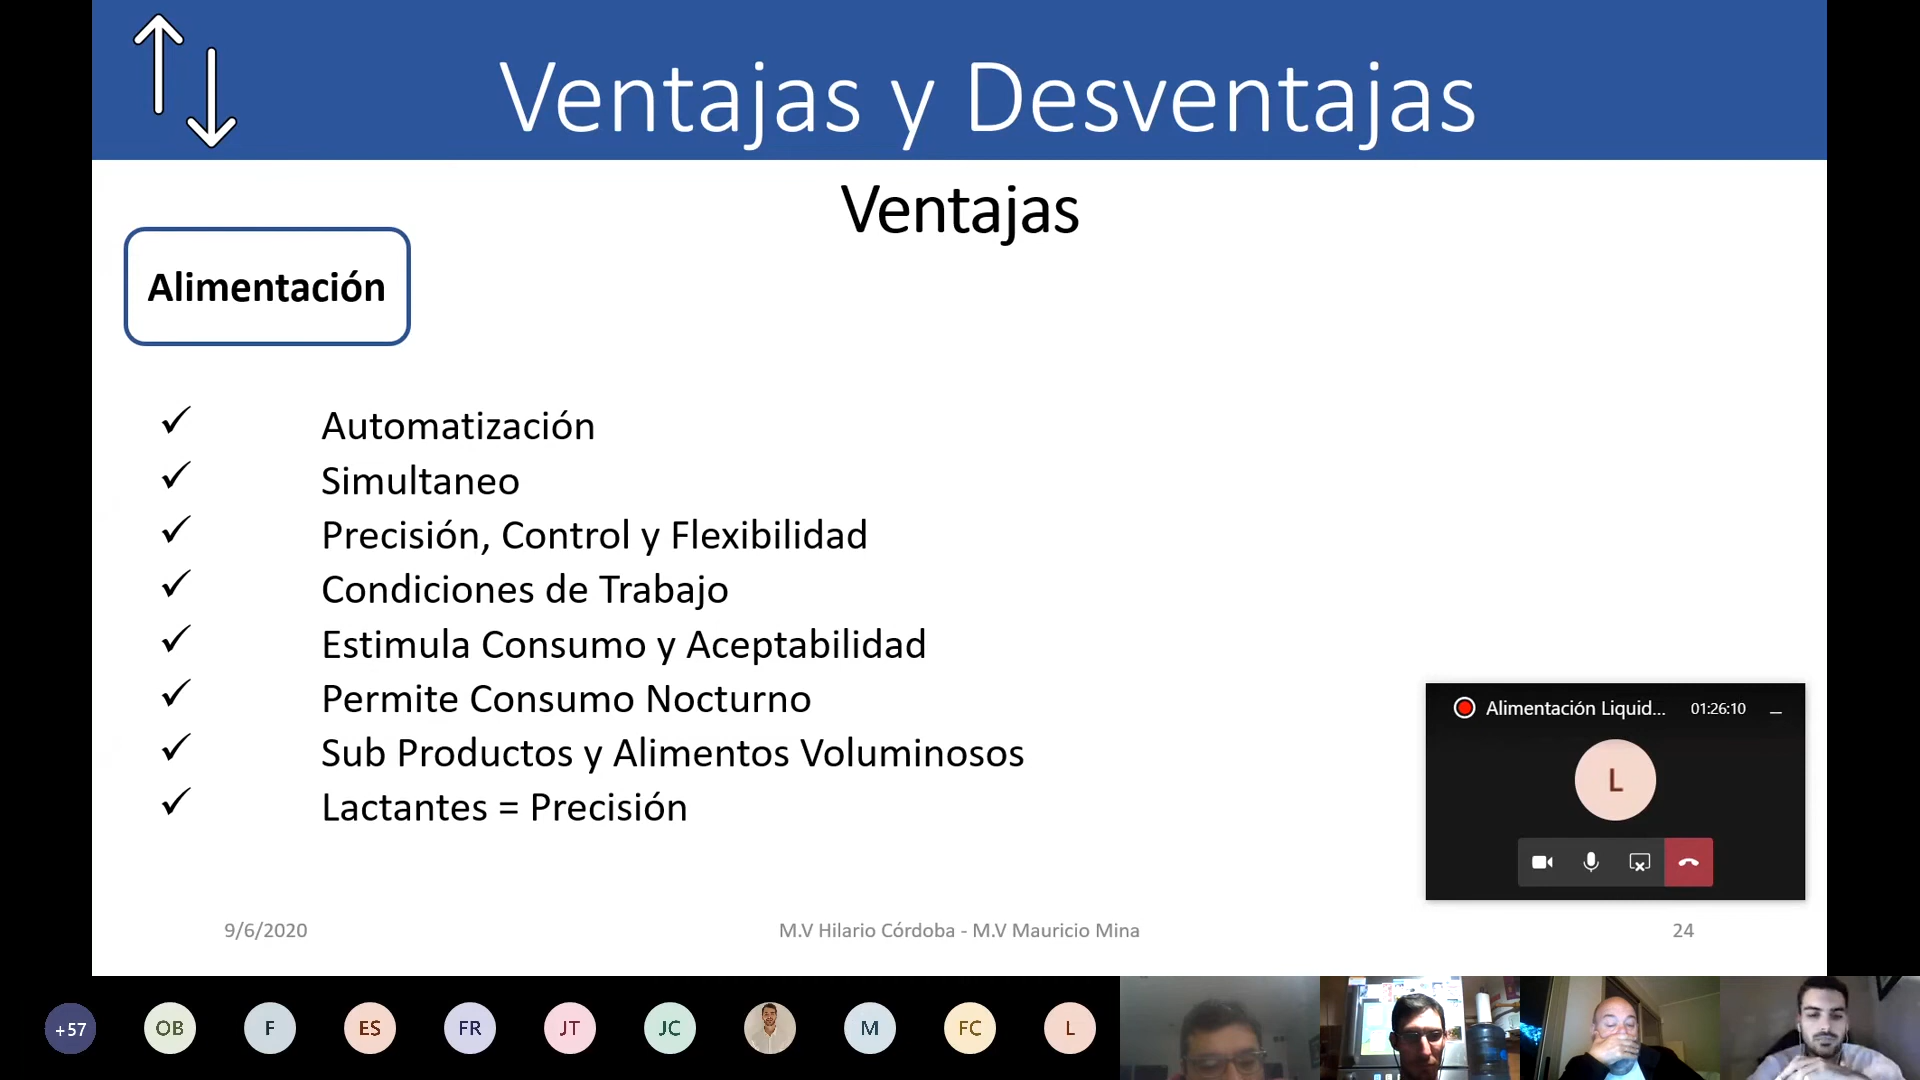 Ventajas y Desventajas
Ventajas
Alimentación
Automatización
Simultaneo
Precisión, Control y Flexibilidad
Condiciones de Trabajo
Estimula Consumo y Aceptabilidad
Permite Consumo Nocturno
Sub Productos y Alimentos Voluminosos
Lactantes = Precisión
Alimentación Liquid... 01:26:10
L
9/6/2020 M.V Hilario Córdoba - M.V Mauricio Mina 24
+57 OB F ES FR JT JC M FC L